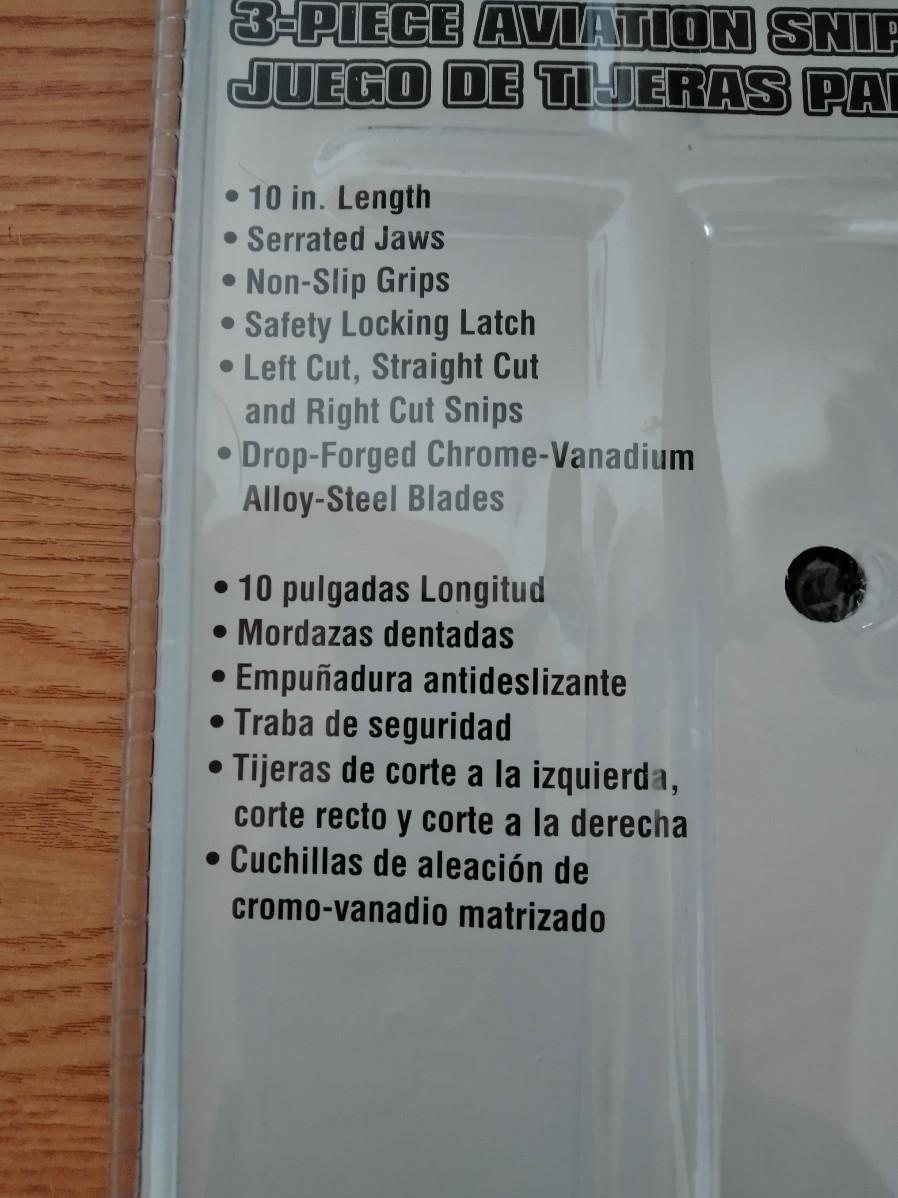 3-PIECE AVIATION
JUEGO DE TIJERAS
• 10 in. Length
• Serrated Jaws
• Non-Slip Grips
• Safety Locking Latch
• Left Cut, Straight Cut
and Right Cut Snips
• Drop-Forged Chrome-Vanadium
Alloy-Steel Blades
• 10 pulgadas Longitud
• Mordazas dentadas
• Empuñadura antideslizante
• Traba de seguridad
• Tijeras de corte a la izquierda,
corte recto y corte a la derecha
• Cuchillas de aleación de
cromo-vanadio matrizado